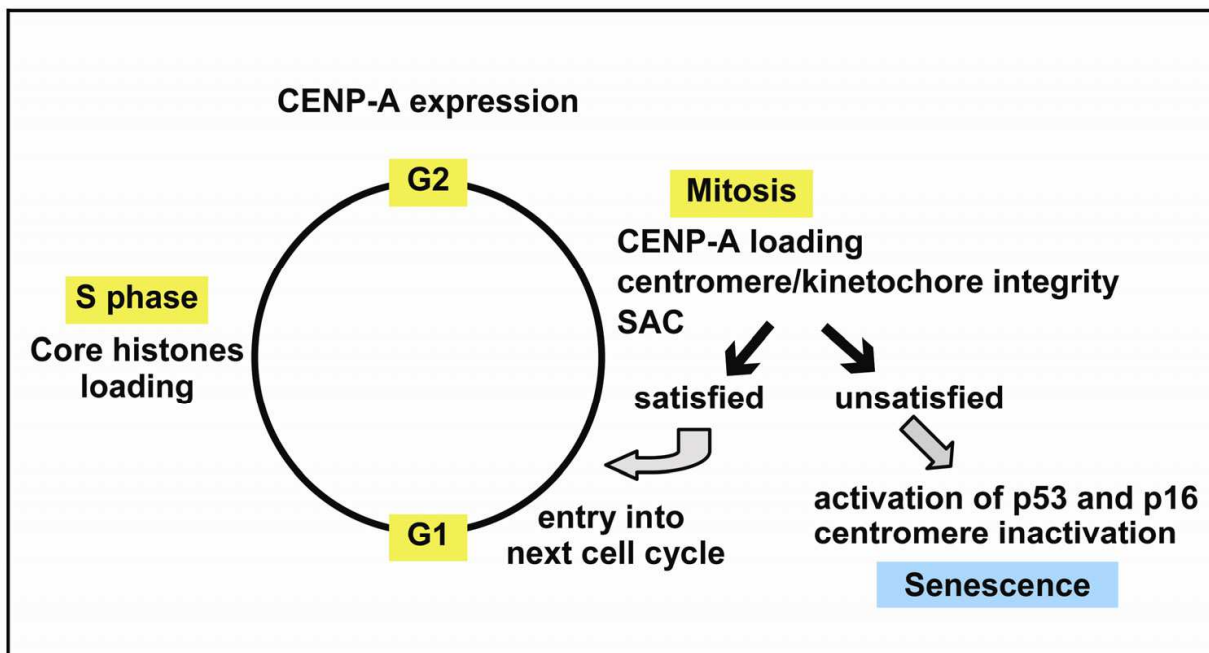 CENP-A expression
G2
Mitosis
CENP-A loading
centromere/kinetochore integrity
SAC
S phase
Core histones
loading
satisfied
unsatisfied
G1
entry into
next cell cycle
activation of p53 and p16
centromere inactivation
Senescence